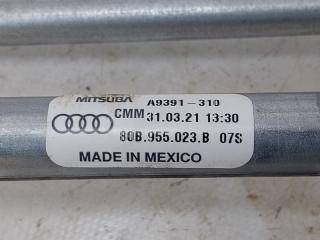 MITSUBA A9391-310
CMM 31.03.21 13:30
80B.955.023.B 07S
MADE IN MEXICO